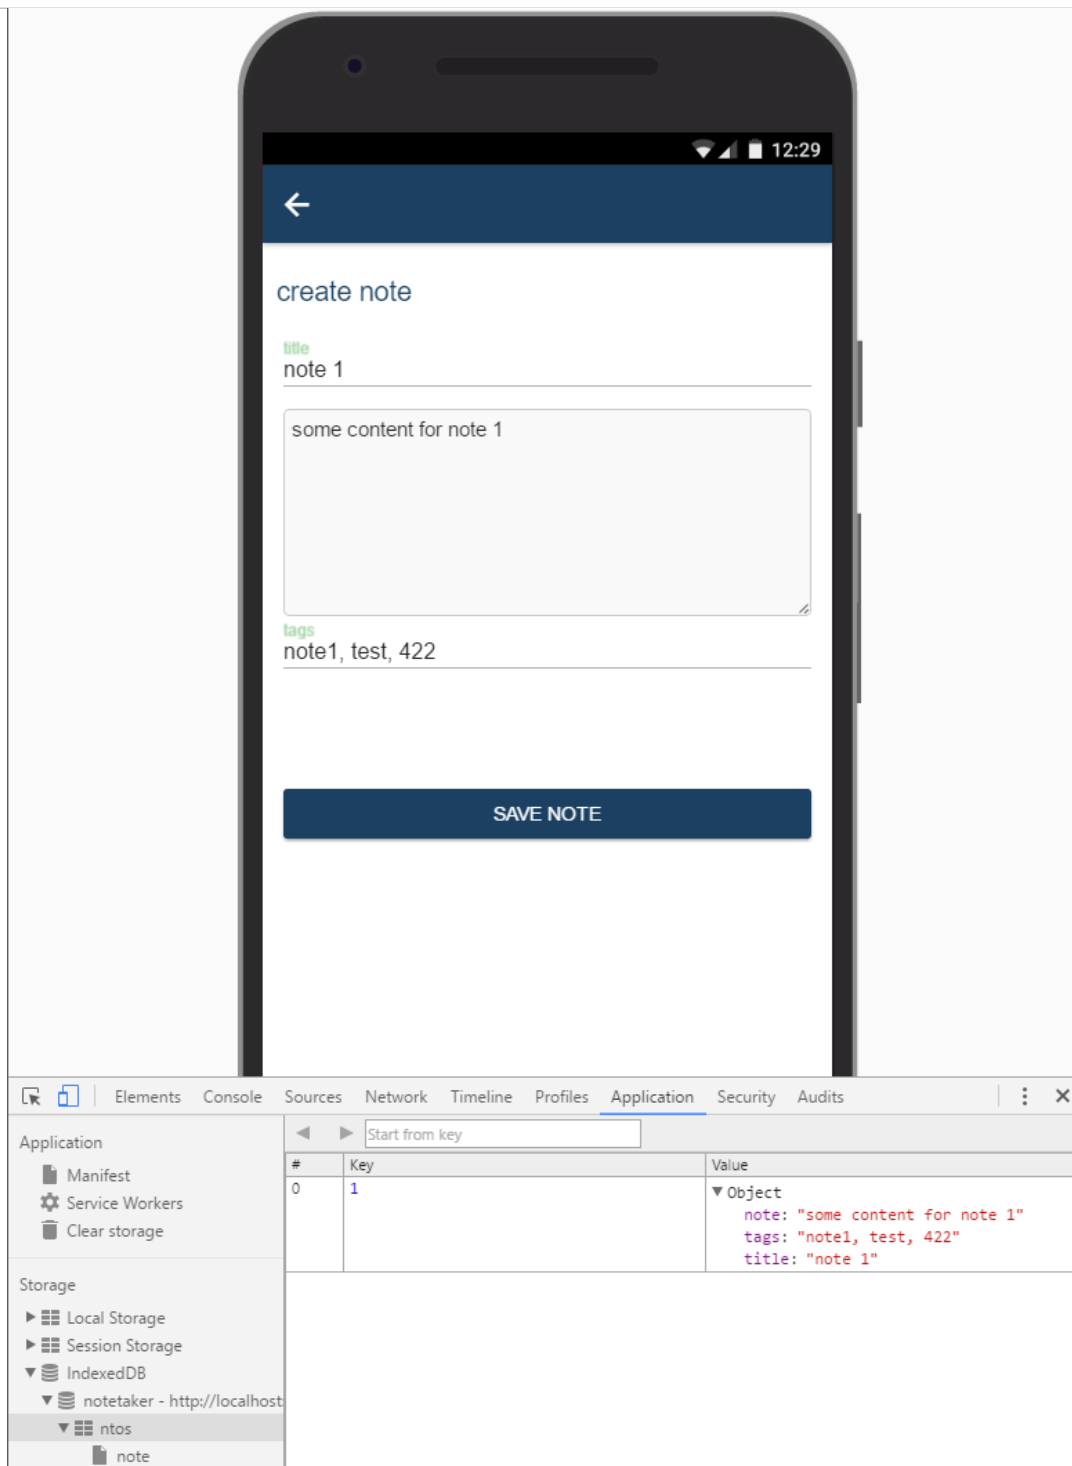 12:29
create note
title
note 1
some content for note 1
tags
note1, test, 422
SAVE NOTE
Elements Console Sources Network Timeline Profiles Application Security Audits
Application
Manifest
Service Workers
Clear storage
Storage
Local Storage
Session Storage
IndexedDB
notetaker - http://localhost
ntos
note
Start from key
# Key Value
0 1 Object
note: "some content for note 1"
tags: "note1, test, 422"
title: "note 1"